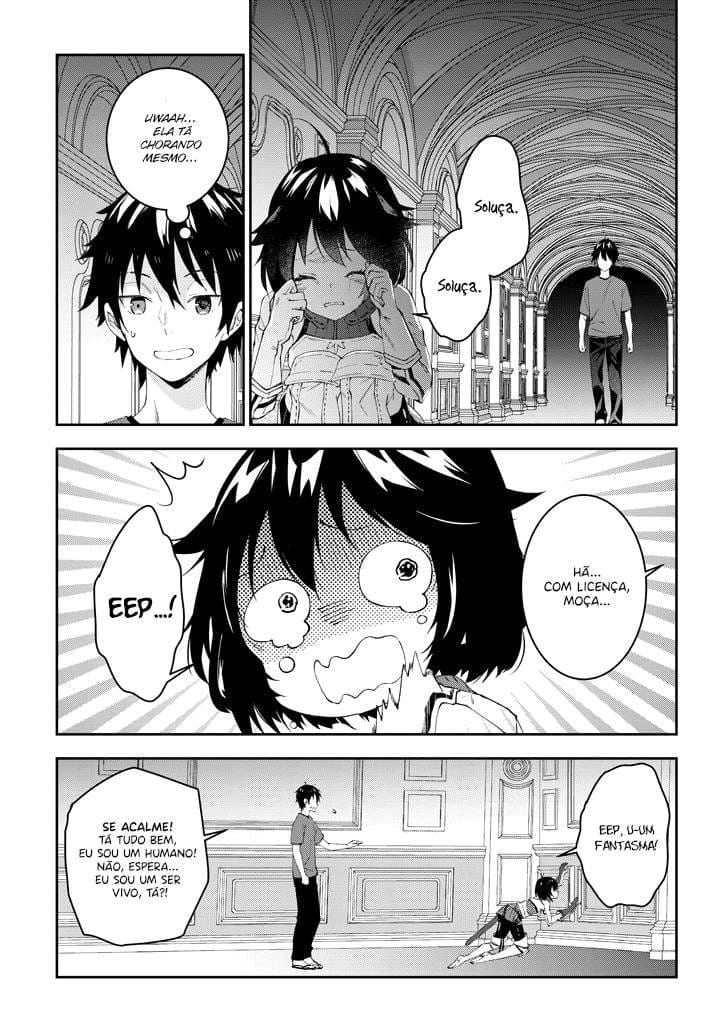 Soluça.
Soluça.
UWAAH...
ELA TÁ
CHORANDO
MESMO...
HÃ...
COM LICENÇA,
MOÇA...
EEP...!
EEP, U-UM
FANTASMA!
SE ACALME!
TÁ TUDO BEM,
EU SOU UM HUMANO!
NÃO, ESPERA...
EU SOU UM SER
VIVO, TÁ?!